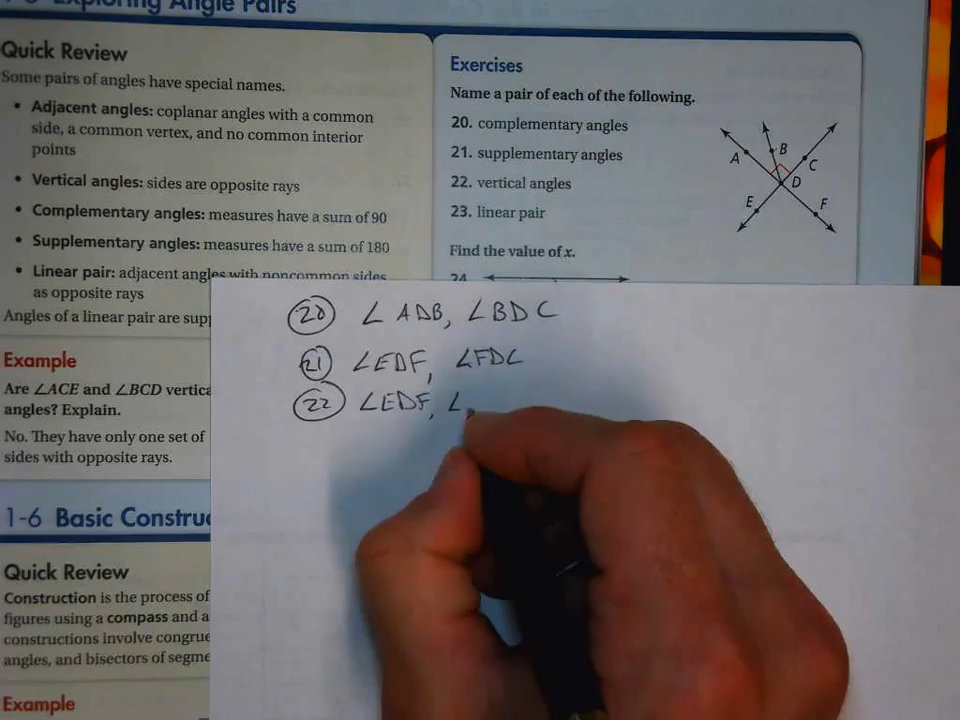 Exploring Angle Pairs
Quick Review
Some pairs of angles have special names.
• Adjacent angles: coplanar angles with a common
side, a common vertex, and no common interior
points
• Vertical angles: sides are opposite rays
• Complementary angles: measures have a sum of 90
• Supplementary angles: measures have a sum of 180
• Linear pair: adjacent angles with noncommon sides
as opposite rays
Angles of a linear pair are supp
Example
Are ∠ACE and ∠BCD vertica
angles? Explain.
No. They have only one set of
sides with opposite rays.
1-6 Basic Constru
Quick Review
Construction is the process of
figures using a compass and a
constructions involve congrue
angles, and bisectors of segme
Example
Exercises
Name a pair of each of the following.
20. complementary angles
21. supplementary angles
22. vertical angles
23. linear pair
A
B
C
D
E
F
Find the value of x.
24.
20 ∠ADB, ∠BDC
21 ∠EDF, ∠FDC
22 ∠EDF, ∠